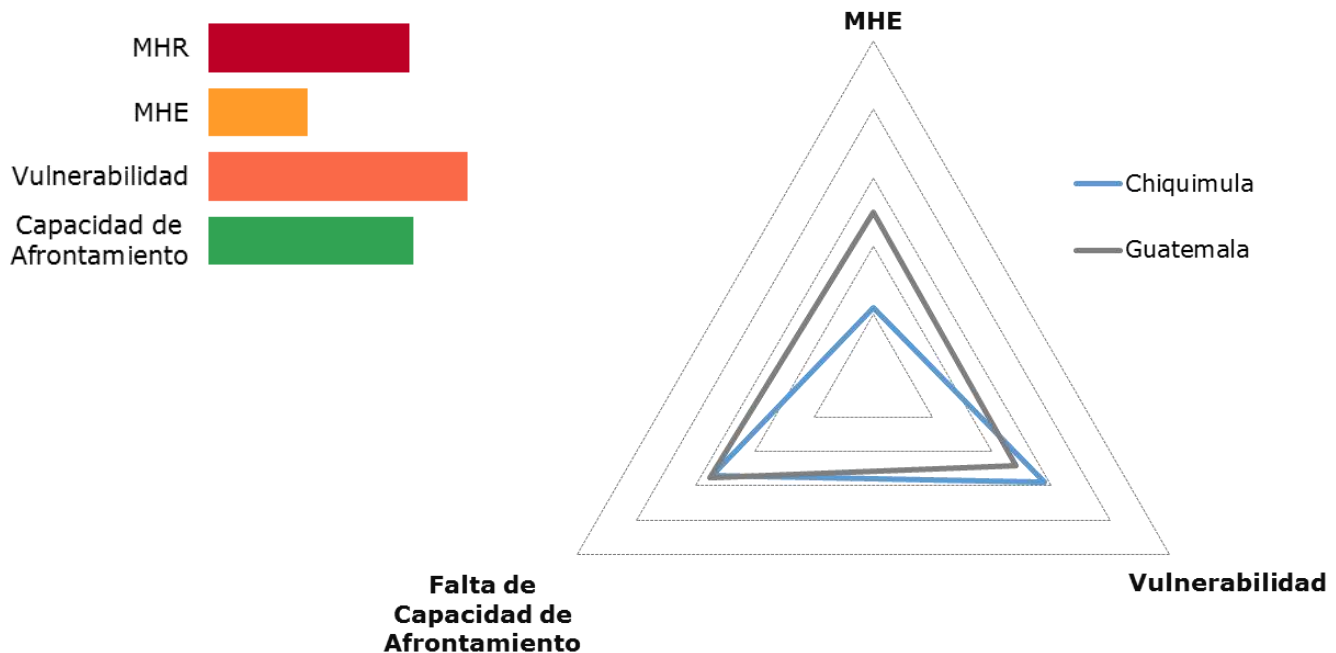 MHR
MHE
Vulnerabilidad
Capacidad de
Afrontamiento
MHE
Chiquimula
Guatemala
Falta de
Capacidad de
Afrontamiento
Vulnerabilidad